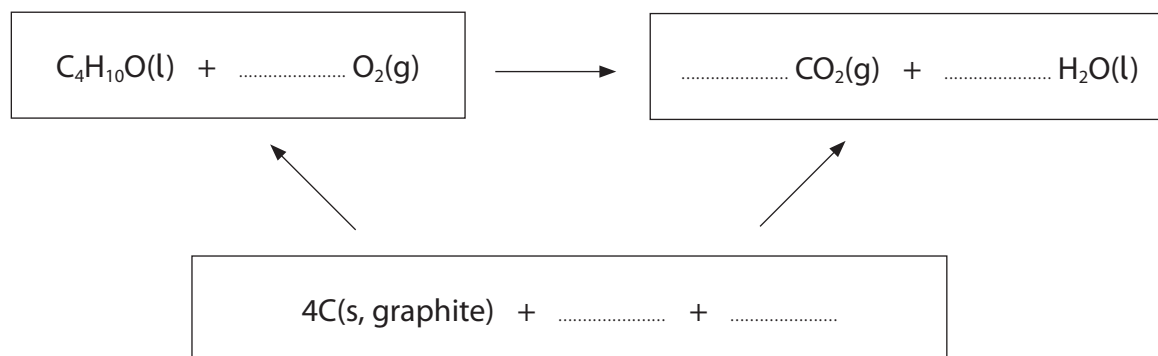 C₄H₁₀O(l) + ..................... O₂(g)
..................... CO₂(g) + ..................... H₂O(l)
4C(s, graphite) + ..................... + .....................